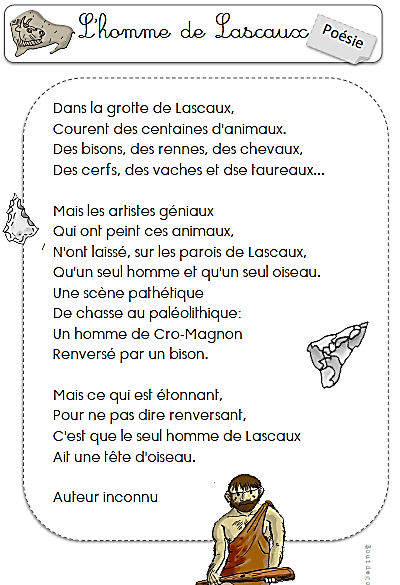 L'homme de Lascaux
Poésie
Dans la grotte de Lascaux,
Courent des centaines d'animaux.
Des bisons, des rennes, des chevaux,
Des cerfs, des vaches et dse taureaux...
Mais les artistes géniaux
Qui ont peint ces animaux,
N'ont laissé, sur les parois de Lascaux,
Qu'un seul homme et qu'un seul oiseau.
Une scène pathétique
De chasse au paléolithique:
Un homme de Cro-Magnon
Renversé par un bison.
Mais ce qui est étonnant,
Pour ne pas dire renversant,
C'est que le seul homme de Lascaux
Ait une tête d'oiseau.
Auteur inconnu